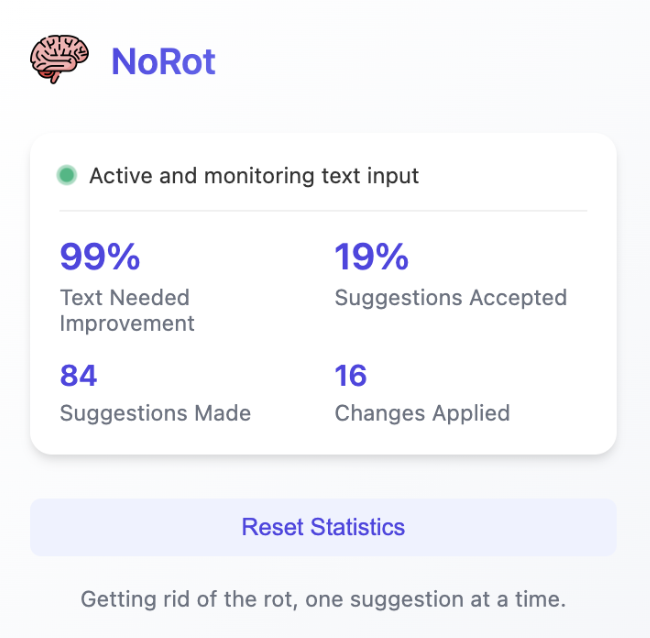 NoRot
Active and monitoring text input
99%
Text Needed
Improvement
19%
Suggestions Accepted
84
Suggestions Made
16
Changes Applied
Reset Statistics
Getting rid of the rot, one suggestion at a time.